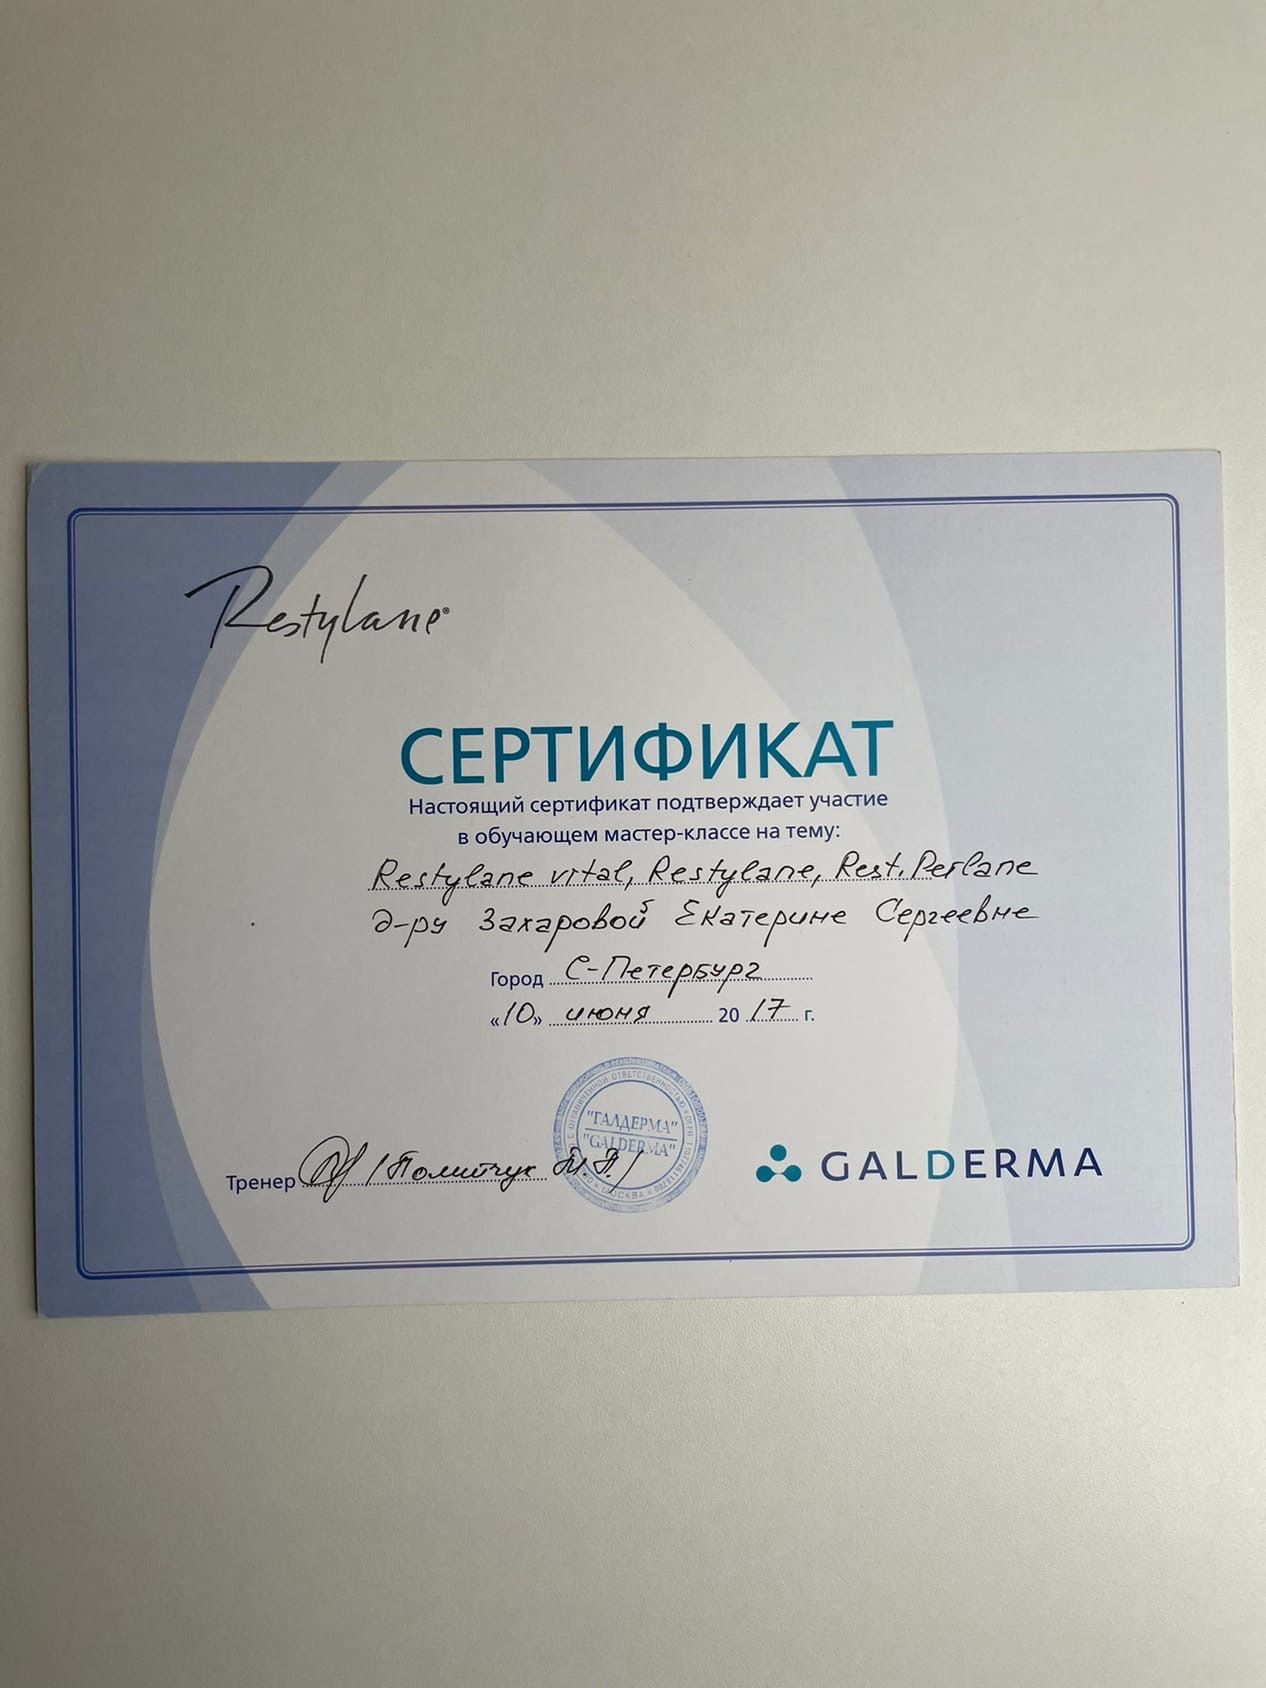 Restylane®
СЕРТИФИКАТ
Настоящий сертификат подтверждает участие
в обучающем мастер-классе на тему:
Restylane vital, Restylane, Rest. Perlane
д-ру Захаровой Екатерине Сергеевне
Город С-Петербург
«10» июня 2017 г.
"ГАЛДЕРМА"
"GALDERMA"
МОСКВА
Тренер
GALDERMA